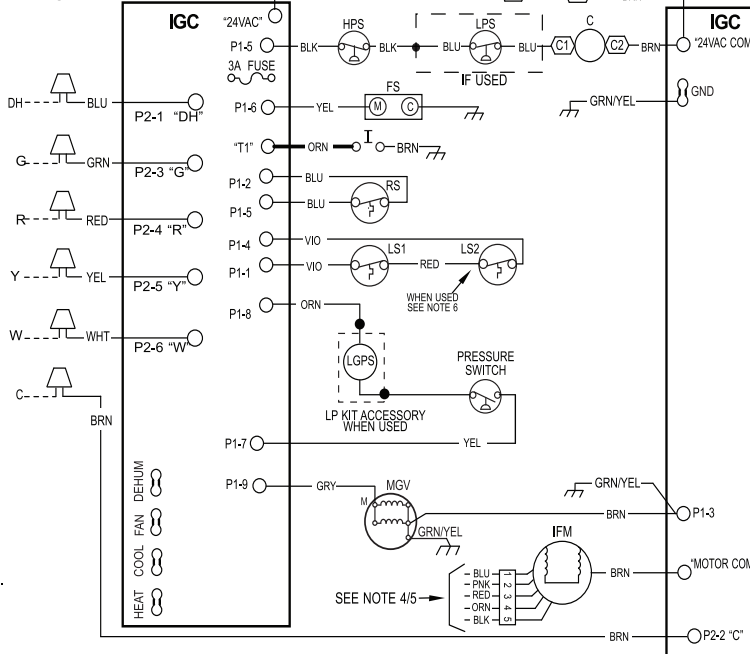 IGC
"24VAC"
P1-5
BLK
HPS
BLK
BLU
LPS
BLU
IF USED
C1
C
C2
BRN
IGC
"24VAC COM
3A FUSE
DH
BLU
P2-1 "DH"
P1-6
YEL
FS
M
C
GRN/YEL
GND
"T1"
ORN
I
BRN
G
GRN
P2-3 "G"
P1-2
BLU
RS
P1-5
BLU
R
RED
P2-4 "R"
P1-4
VIO
P1-1
VIO
LS1
RED
LS2
WHEN USED
SEE NOTE 6
Y
YEL
P2-5 "Y"
P1-8
ORN
W
WHT
P2-6 "W"
LGPS
PRESSURE
SWITCH
LP KIT ACCESSORY
WHEN USED
C
BRN
P1-7
YEL
P1-9
GRY
M
MGV
GRN/YEL
GRN/YEL
BRN
P1-3
DEHUM
FAN
COOL
HEAT
SEE NOTE 4/5
BLU 1
PNK 2
RED 3
ORN 4
BLK 5
IFM
BRN
"MOTOR COM
BRN
P2-2 "C"